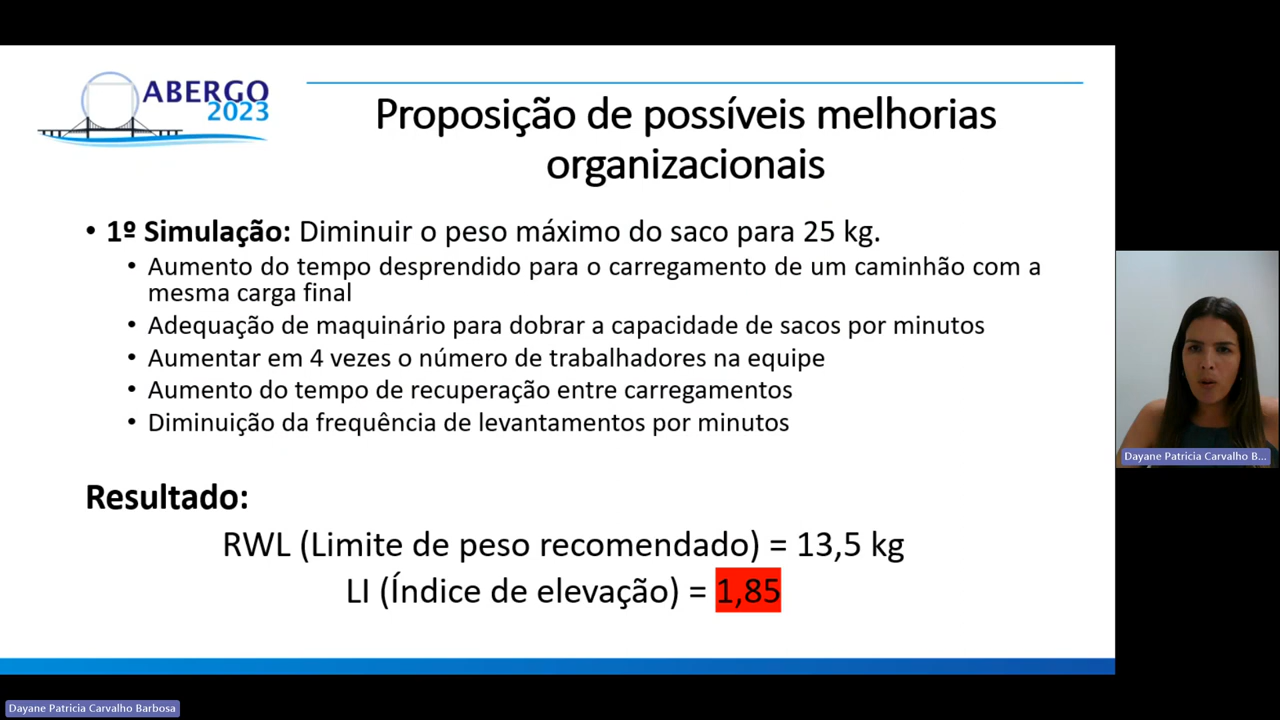 ABERGO
2023
Proposição de possíveis melhorias
organizacionais
• 1º Simulação: Diminuir o peso máximo do saco para 25 kg.
• Aumento do tempo desprendido para o carregamento de um caminhão com a
mesma carga final
• Adequação de maquinário para dobrar a capacidade de sacos por minutos
• Aumentar em 4 vezes o número de trabalhadores na equipe
• Aumento do tempo de recuperação entre carregamentos
• Diminuição da frequência de levantamentos por minutos
Resultado:
RWL (Limite de peso recomendado) = 13,5 kg
LI (Índice de elevação) = 1,85
Dayane Patricia Carvalho B...
Dayane Patricia Carvalho Barbosa